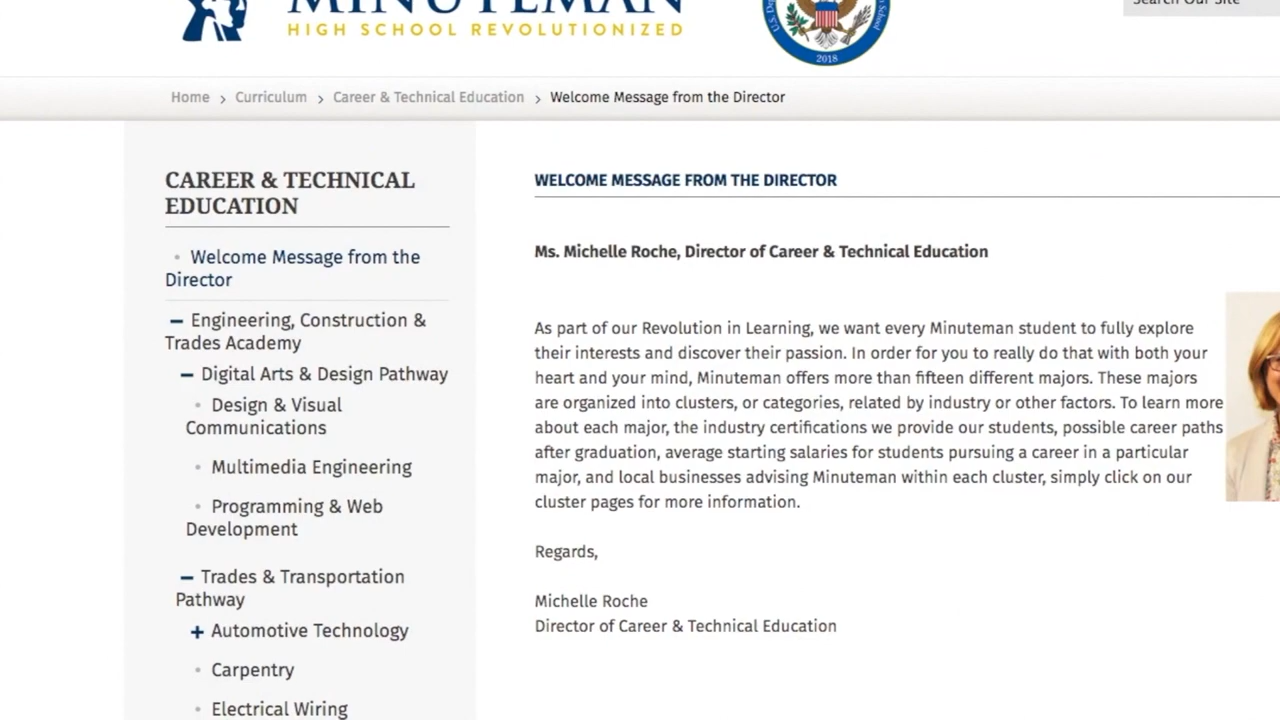 MINUTEMAN
HIGH SCHOOL REVOLUTIONIZED
2018
Search Our Site
Home > Curriculum > Career & Technical Education > Welcome Message from the Director
CAREER & TECHNICAL
EDUCATION
Welcome Message from the
Director
Engineering, Construction &
Trades Academy
Digital Arts & Design Pathway
Design & Visual
Communications
Multimedia Engineering
Programming & Web
Development
Trades & Transportation
Pathway
Automotive Technology
Carpentry
Electrical Wiring
WELCOME MESSAGE FROM THE DIRECTOR
Ms. Michelle Roche, Director of Career & Technical Education
As part of our Revolution in Learning, we want every Minuteman student to fully explore
their interests and discover their passion. In order for you to really do that with both your
heart and your mind, Minuteman offers more than fifteen different majors. These majors
are organized into clusters, or categories, related by industry or other factors. To learn more
about each major, the industry certifications we provide our students, possible career paths
after graduation, average starting salaries for students pursuing a career in a particular
major, and local businesses advising Minuteman within each cluster, simply click on our
cluster pages for more information.
Regards,
Michelle Roche
Director of Career & Technical Education